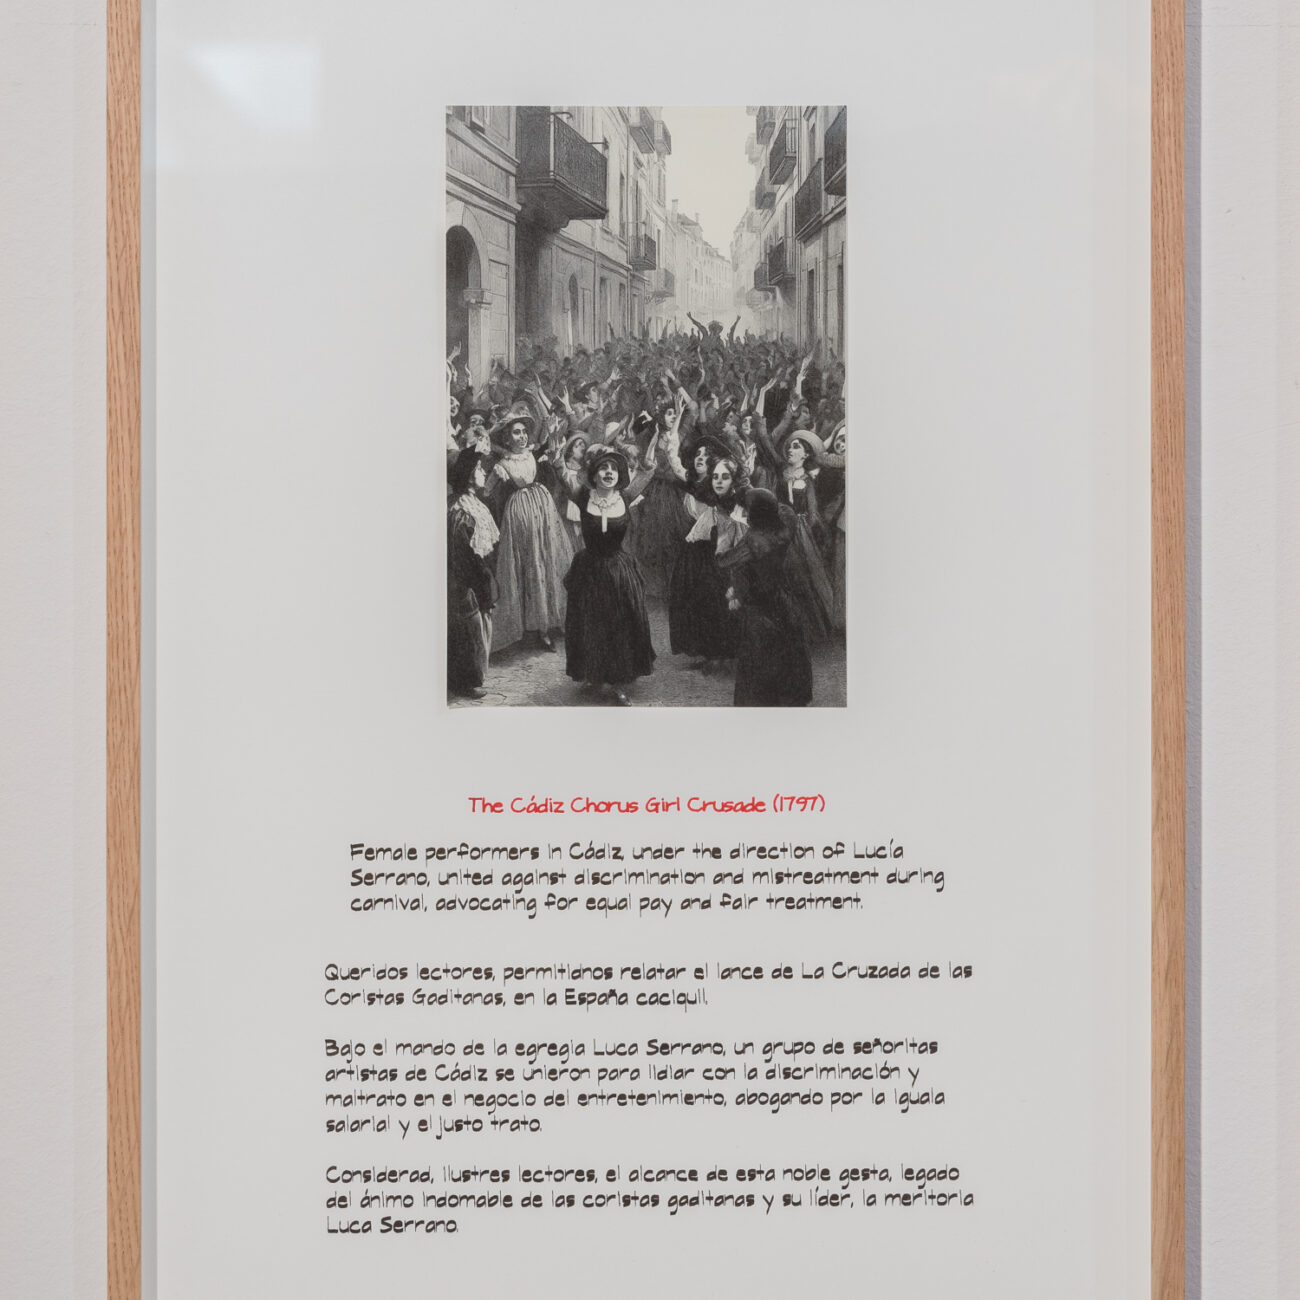 The Cádiz Chorus Girl Crusade (1797)
Female performers in Cádiz, under the direction of Lucía
Serrano, united against discrimination and mistreatment during
carnival, advocating for equal pay and fair treatment.
Queridos lectores, permitidnos relatar el lance de La Cruzada de las
Coristas Gaditanas, en la España caciquil.
Bajo el mando de la egregia Luca Serrano, un grupo de señoritas
artistas de Cádiz se unieron para lidiar con la discriminación y
maltrato en el negocio del entretenimiento, abogando por la iguala
salarial y el justo trato.
Considerad, ilustres lectores, el alcance de esta noble gesta, legado
del ánimo indomable de las coristas gaditanas y su líder, la meritoria
Luca Serrano.